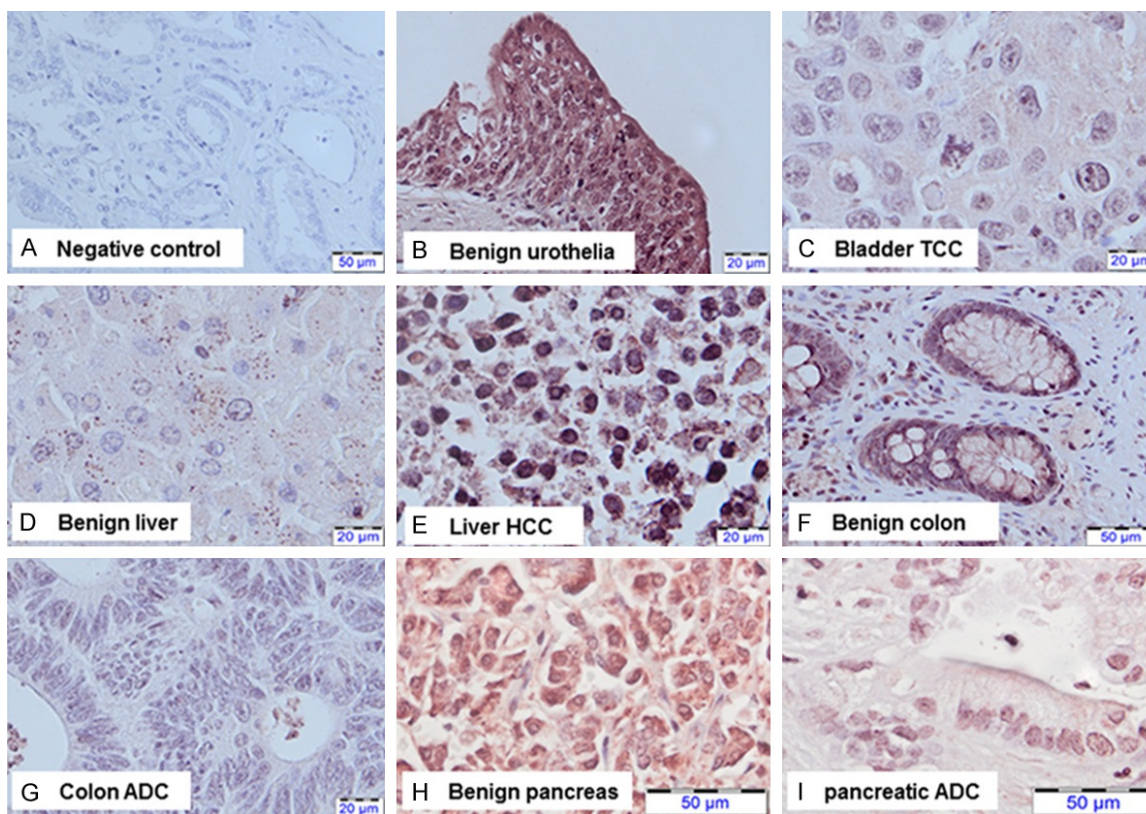 A Negative control
50 µm
B Benign urothelia
20 µm
C Bladder TCC
20 µm
D Benign liver
20 µm
E Liver HCC
20 µm
F Benign colon
50 µm
G Colon ADC
20 µm
H Benign pancreas
50 µm
I pancreatic ADC
50 µm